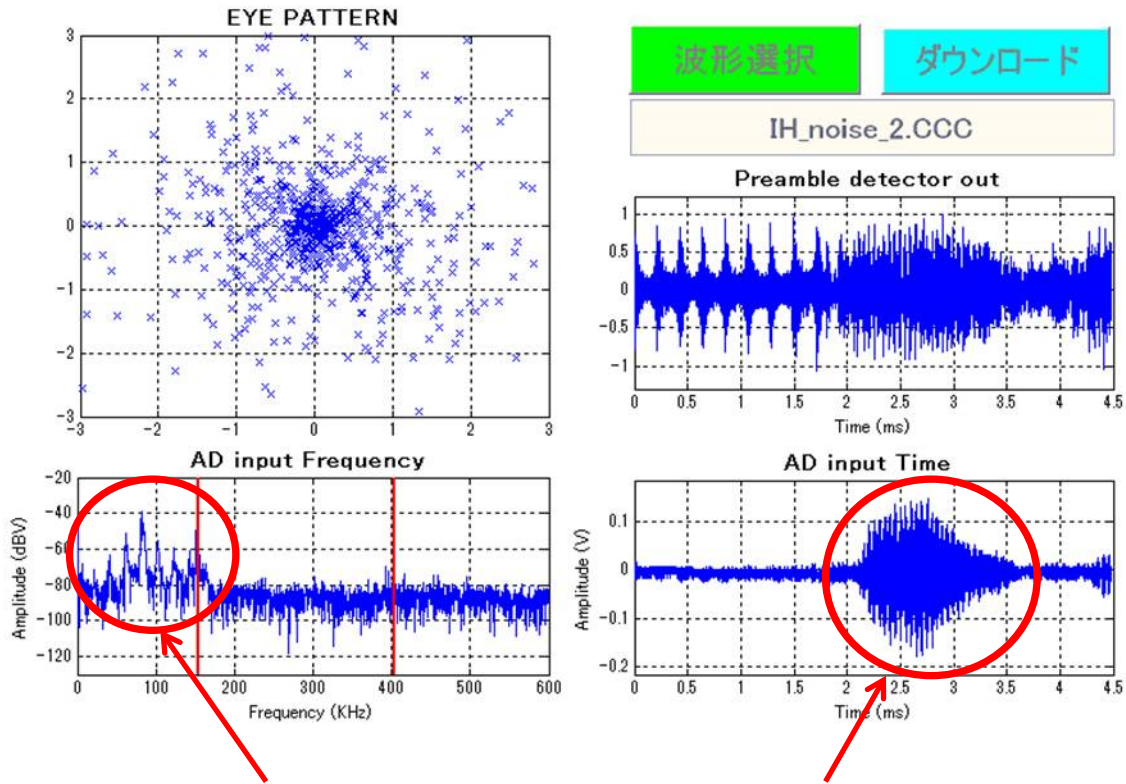 EYE PATTERN
3
2
1
0
-1
-2
-3
-3 -2 -1 0 1 2 3
波形選択
ダウンロード
IH_noise_2.CCC
Preamble detector out
1
0.5
0
-0.5
-1
0 0.5 1 1.5 2 2.5 3 3.5 4 4.5
Time (ms)
AD input Frequency
Amplitude (dBV)
-20
-40
-60
-80
-100
-120
0 100 200 300 400 500 600
Frequency (KHz)
AD input Time
Amplitude (V)
0.1
0
-0.1
-0.2
0 0.5 1 1.5 2 2.5 3 3.5 4 4.5
Time (ms)